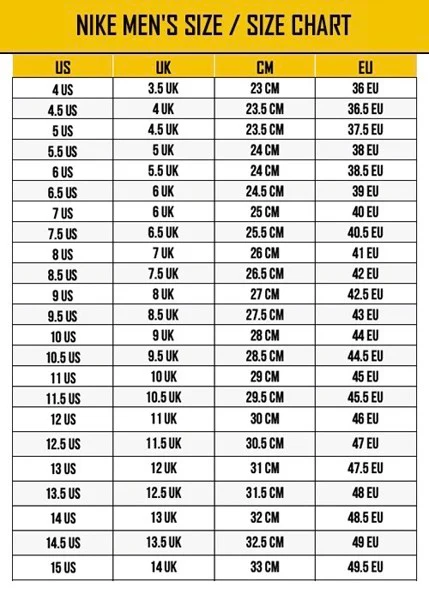 NIKE MEN'S SIZE / SIZE CHART
US UK CM EU
4 US 3.5 UK 23 CM 36 EU
4.5 US 4 UK 23.5 CM 36.5 EU
5 US 4.5 UK 23.5 CM 37.5 EU
5.5 US 5 UK 24 CM 38 EU
6 US 5.5 UK 24 CM 38.5 EU
6.5 US 6 UK 24.5 CM 39 EU
7 US 6 UK 25 CM 40 EU
7.5 US 6.5 UK 25.5 CM 40.5 EU
8 US 7 UK 26 CM 41 EU
8.5 US 7.5 UK 26.5 CM 42 EU
9 US 8 UK 27 CM 42.5 EU
9.5 US 8.5 UK 27.5 CM 43 EU
10 US 9 UK 28 CM 44 EU
10.5 US 9.5 UK 28.5 CM 44.5 EU
11 US 10 UK 29 CM 45 EU
11.5 US 10.5 UK 29.5 CM 45.5 EU
12 US 11 UK 30 CM 46 EU
12.5 US 11.5 UK 30.5 CM 47 EU
13 US 12 UK 31 CM 47.5 EU
13.5 US 12.5 UK 31.5 CM 48 EU
14 US 13 UK 32 CM 48.5 EU
14.5 US 13.5 UK 32.5 CM 49 EU
15 US 14 UK 33 CM 49.5 EU